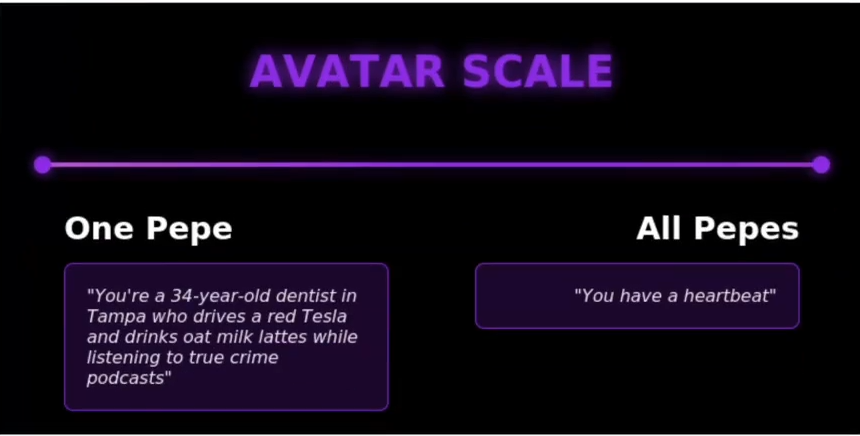 AVATAR SCALE
One Pepe
All Pepes
"You're a 34-year-old dentist in
Tampa who drives a red Tesla
and drinks oat milk lattes while
listening to true crime
podcasts"
"You have a heartbeat"